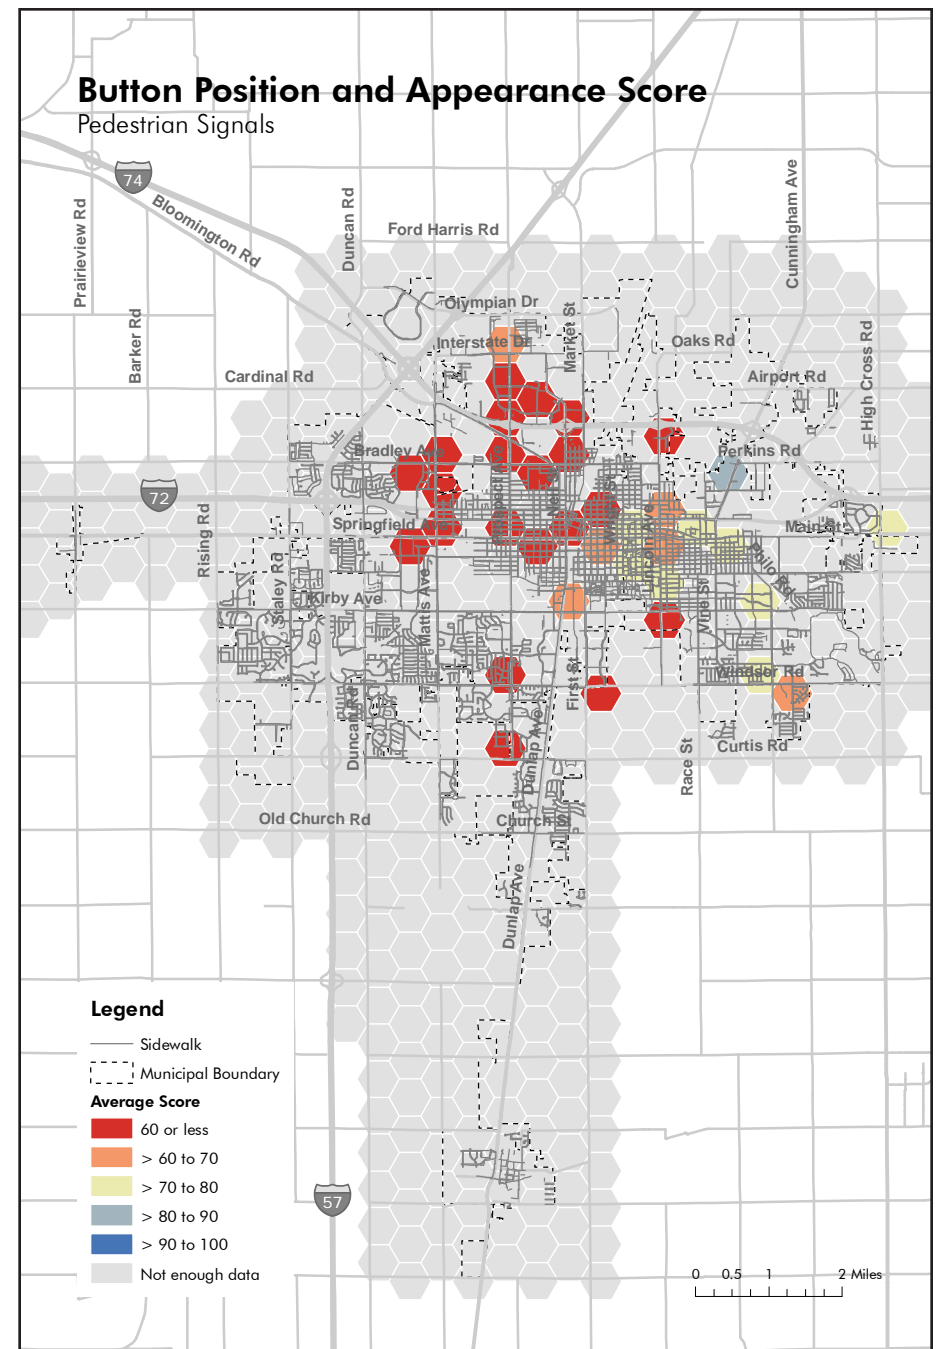 Button Position and Appearance Score
Pedestrian Signals
74
Bloomington Rd
Prairieview Rd
Duncan Rd
Ford Harris Rd
Cunningham Ave
Barker Rd
Olympian Dr
Interstate Dr
Market St
Oaks Rd
High Cross Rd
Cardinal Rd
Airport Rd
Bradley Ave
Perkins Rd
72
Rising Rd
Springfield Ave
Main St
Staley Rd
Kirby Ave
Matts Ave
Philo Rd
Vine St
First St
Windsor Rd
Duncan Rd
Dunlap Ave
Race St
Curtis Rd
Old Church Rd
Church St
Dunlap Ave
Legend
Sidewalk
Municipal Boundary
Average Score
60 or less
> 60 to 70
> 70 to 80
> 80 to 90
> 90 to 100
Not enough data
57
0 0.5 1 2 Miles